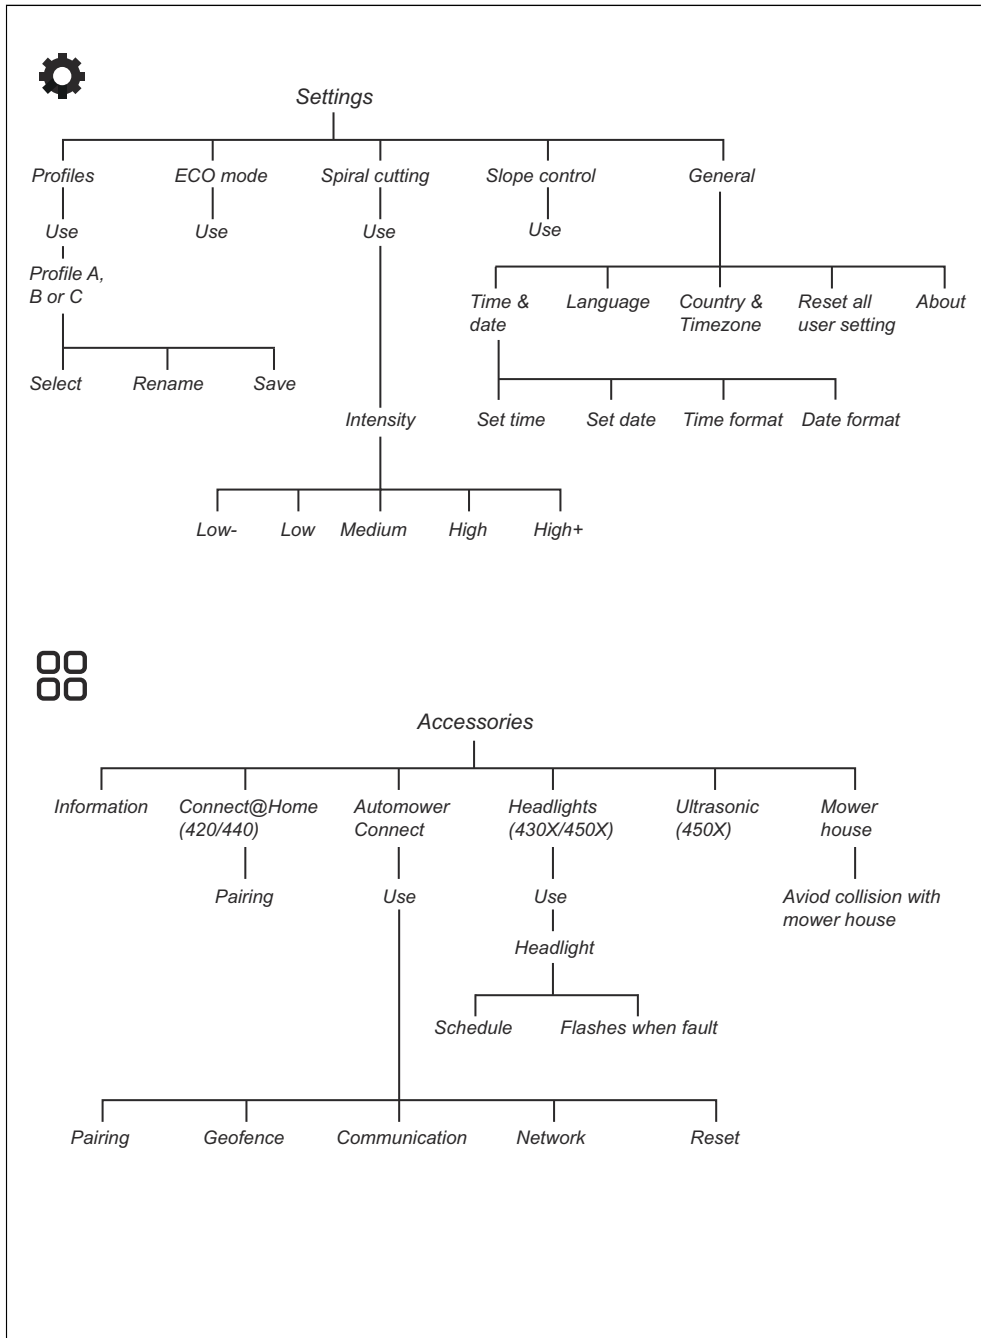 Settings
Profiles
ECO mode
Spiral cutting
Slope control
General
Use
Use
Use
Use
Profile A,
B or C
Time &
date
Language
Country &
Timezone
Reset all
user setting
About
Select
Rename
Save
Intensity
Set time
Set date
Time format
Date format
Low-
Low
Medium
High
High+
Accessories
Information
Connect@Home
(420/440)
Automower
Connect
Headlights
(430X/450X)
Ultrasonic
(450X)
Mower
house
Pairing
Use
Use
Aviod collision with
mower house
Headlight
Schedule
Flashes when fault
Pairing
Geofence
Communication
Network
Reset